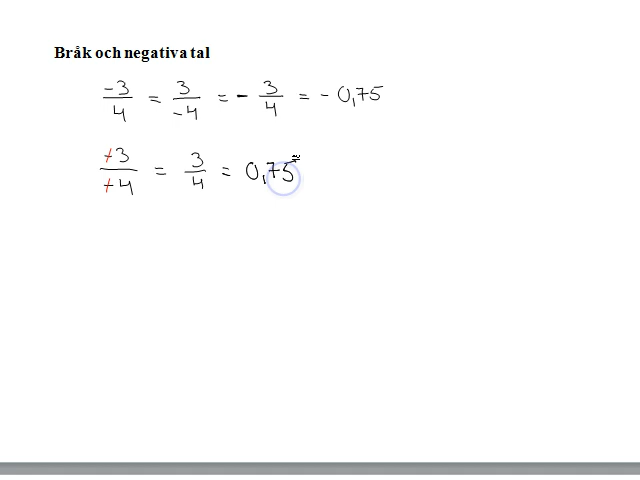 Bråk och negativa tal
-3/4 = 3/-4 = - 3/4 = - 0,75
+3/+4 = 3/4 = 0,75